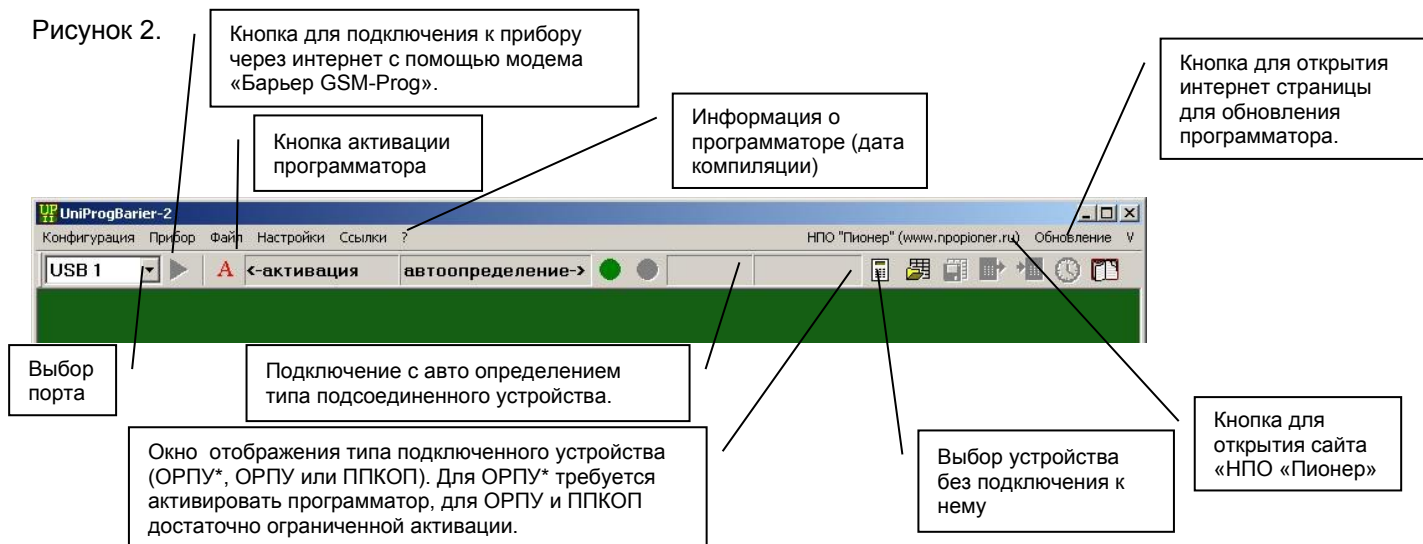 Рисунок 2.
Кнопка для подключения к прибору
через интернет с помощью модема
«Барьер GSM-Prog».
Кнопка для открытия
интернет страницы
для обновления
программатора.
Информация о
программаторе (дата
компиляции)
Кнопка активации
программатора
UP II UniProgBarier-2
Конфигурация Прибор Файл Настройки Ссылки ? НПО "Пионер" (www.npopioner.ru) Обновление V
USB 1 A <-активация автоопределение->
Выбор
порта
Подключение с авто определением
типа подсоединенного устройства.
Окно отображения типа подключенного устройства
(ОРПУ*, ОРПУ или ППКОП). Для ОРПУ* требуется
активировать программатор, для ОРПУ и ППКОП
достаточно ограниченной активации.
Выбор устройства
без подключения к
нему
Кнопка для
открытия сайта
«НПО «Пионер»